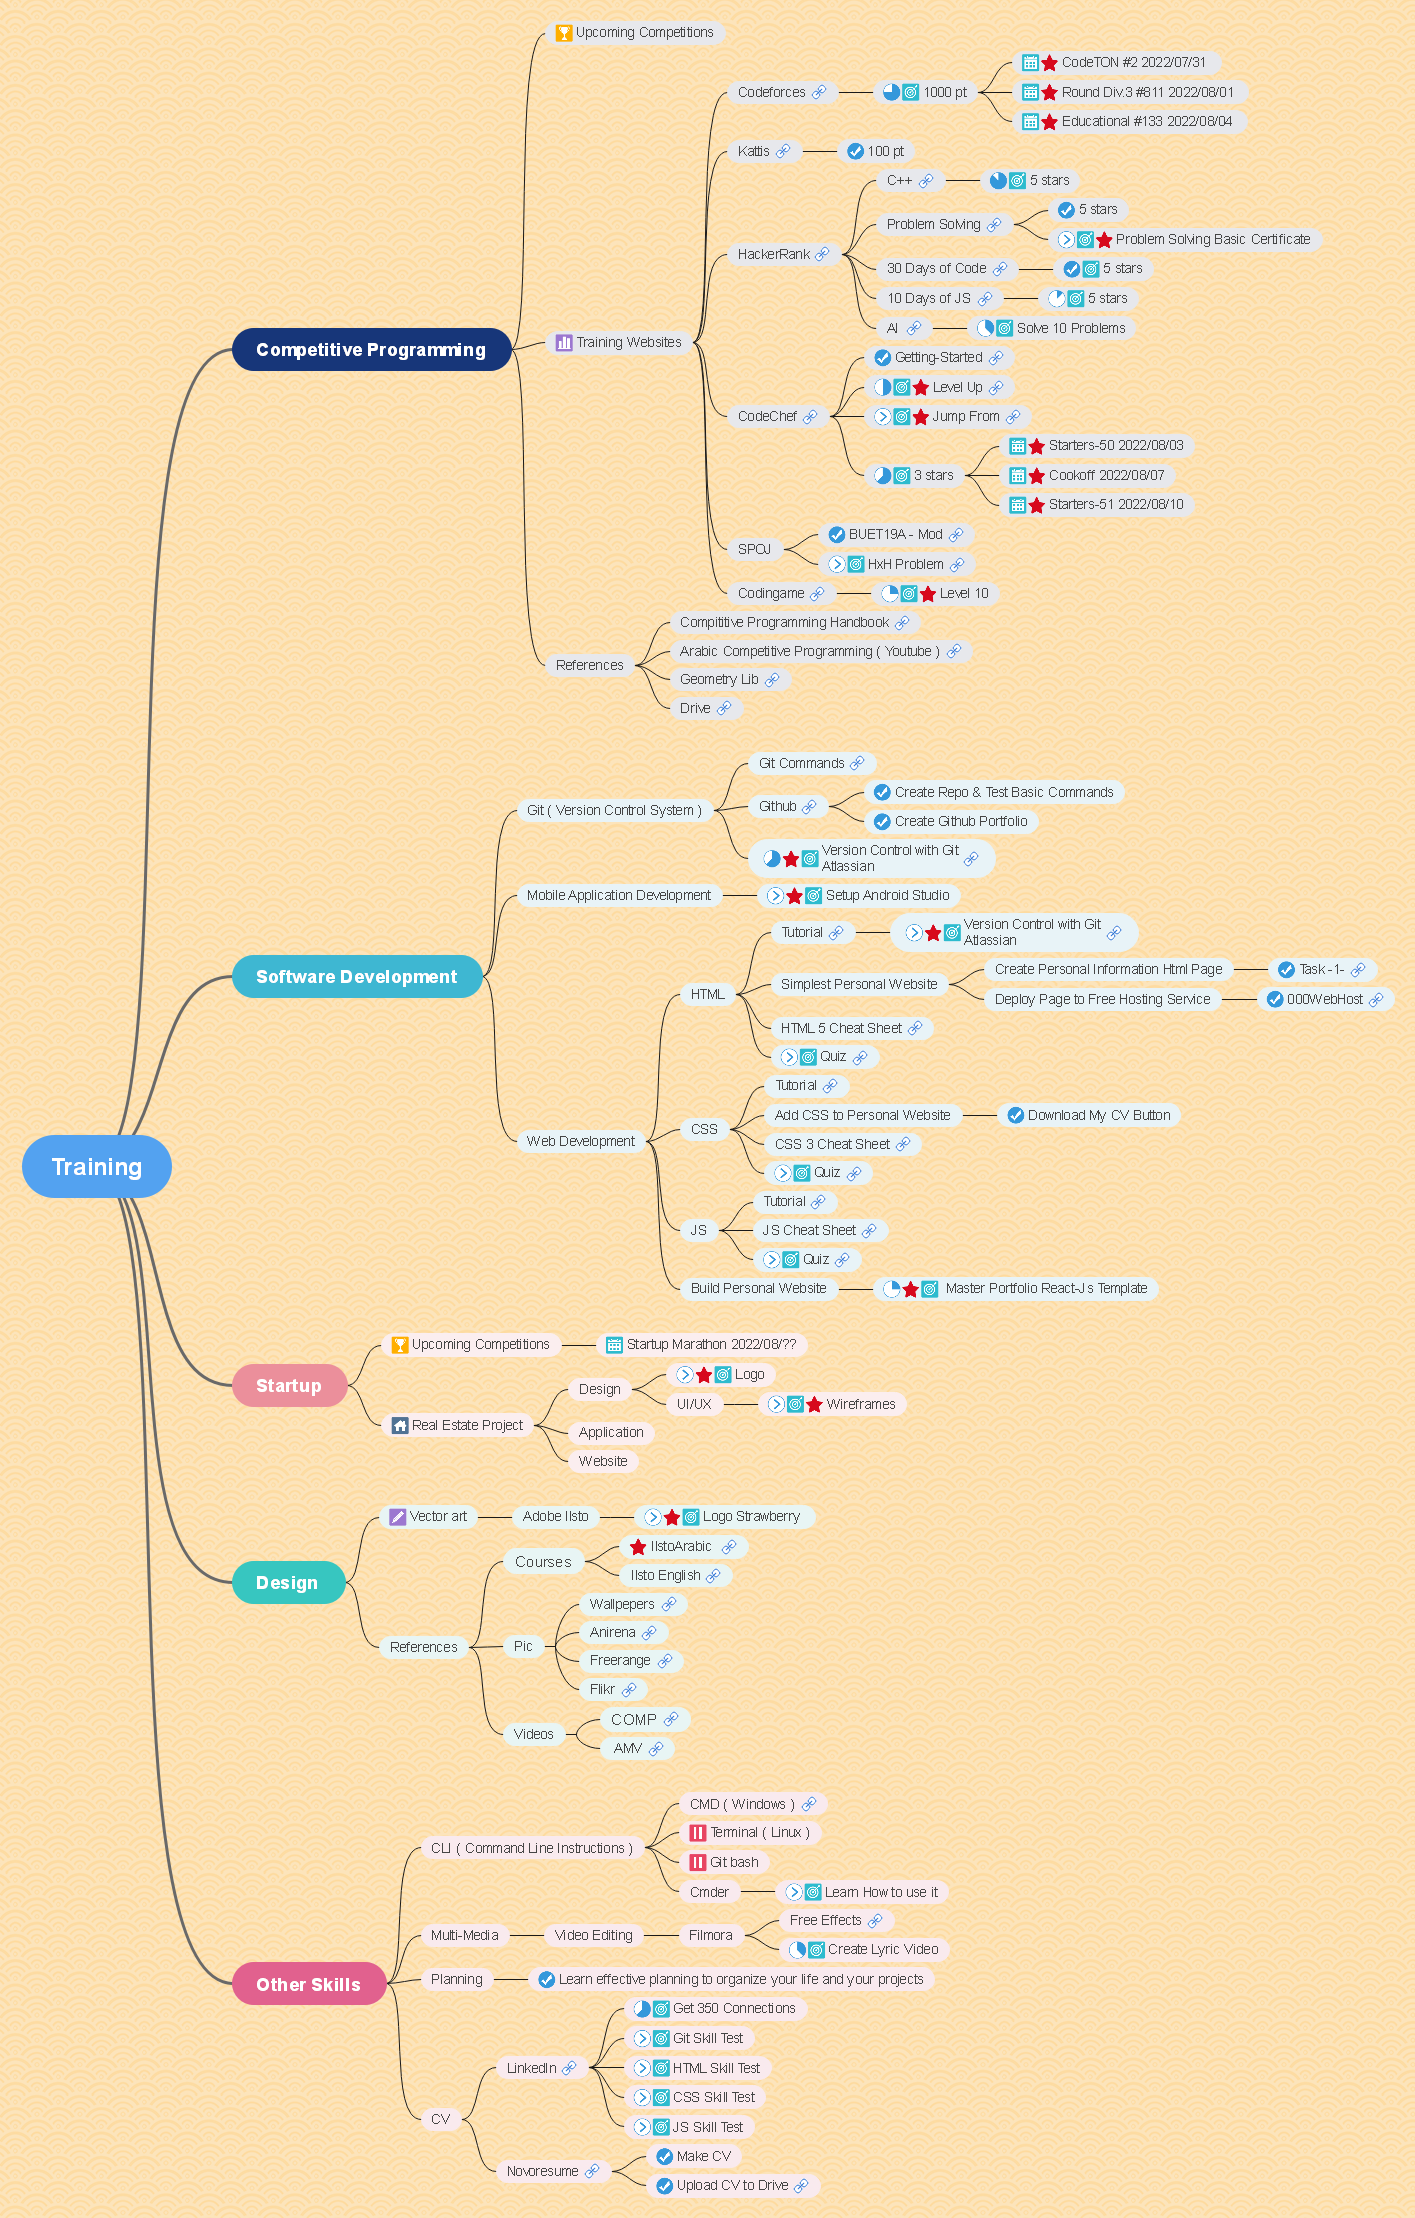 Training
Competitive Programming
Upcoming Competitions
Training Websites
Codeforces
1000 pt
CodeTON #2 2022/07/31
Round Div.3 #811 2022/08/01
Educational #133 2022/08/04
Kattis
100 pt
HackerRank
C++
5 stars
Problem Solving
5 stars
Problem Solving Basic Certificate
30 Days of Code
5 stars
10 Days of JS
5 stars
AI
Solve 10 Problems
CodeChef
Getting-Started
Level Up
Jump From
3 stars
Starters-50 2022/08/03
Cookoff 2022/08/07
Starters-51 2022/08/10
SPOJ
BUET19A - Mod
HxH Problem
Codingame
Level 10
References
Compititive Programming Handbook
Arabic Competitive Programming ( Youtube )
Geometry Lib
Drive
Software Development
Git ( Version Control System )
Git Commands
Github
Create Repo & Test Basic Commands
Create Github Portfolio
Version Control with Git
Atlassian
Mobile Application Development
Setup Android Studio
Web Development
HTML
Tutorial
Version Control with Git
Atlassian
Simplest Personal Website
Create Personal Information Html Page
Task -1-
Deploy Page to Free Hosting Service
000WebHost
HTML 5 Cheat Sheet
Quiz
CSS
Tutorial
Add CSS to Personal Website
Download My CV Button
CSS 3 Cheat Sheet
Quiz
JS
Tutorial
JS Cheat Sheet
Quiz
Build Personal Website
Master Portfolio React-Js Template
Startup
Upcoming Competitions
Startup Marathon 2022/08/??
Real Estate Project
Design
Logo
UI/UX
Wireframes
Application
Website
Design
Vector art
Adobe Ilsto
Logo Strawberry
References
Courses
IlstoArabic
Ilsto English
Pic
Wallpepers
Anirena
Freerange
Flikr
Videos
COMP
AMV
Other Skills
CLI ( Command Line Instructions )
CMD ( Windows )
Terminal ( Linux )
Git bash
Cmder
Learn How to use it
Multi-Media
Video Editing
Filmora
Free Effects
Create Lyric Video
Planning
Learn effective planning to organize your life and your projects
CV
LinkedIn
Get 350 Connections
Git Skill Test
HTML Skill Test
CSS Skill Test
JS Skill Test
Novoresume
Make CV
Upload CV to Drive